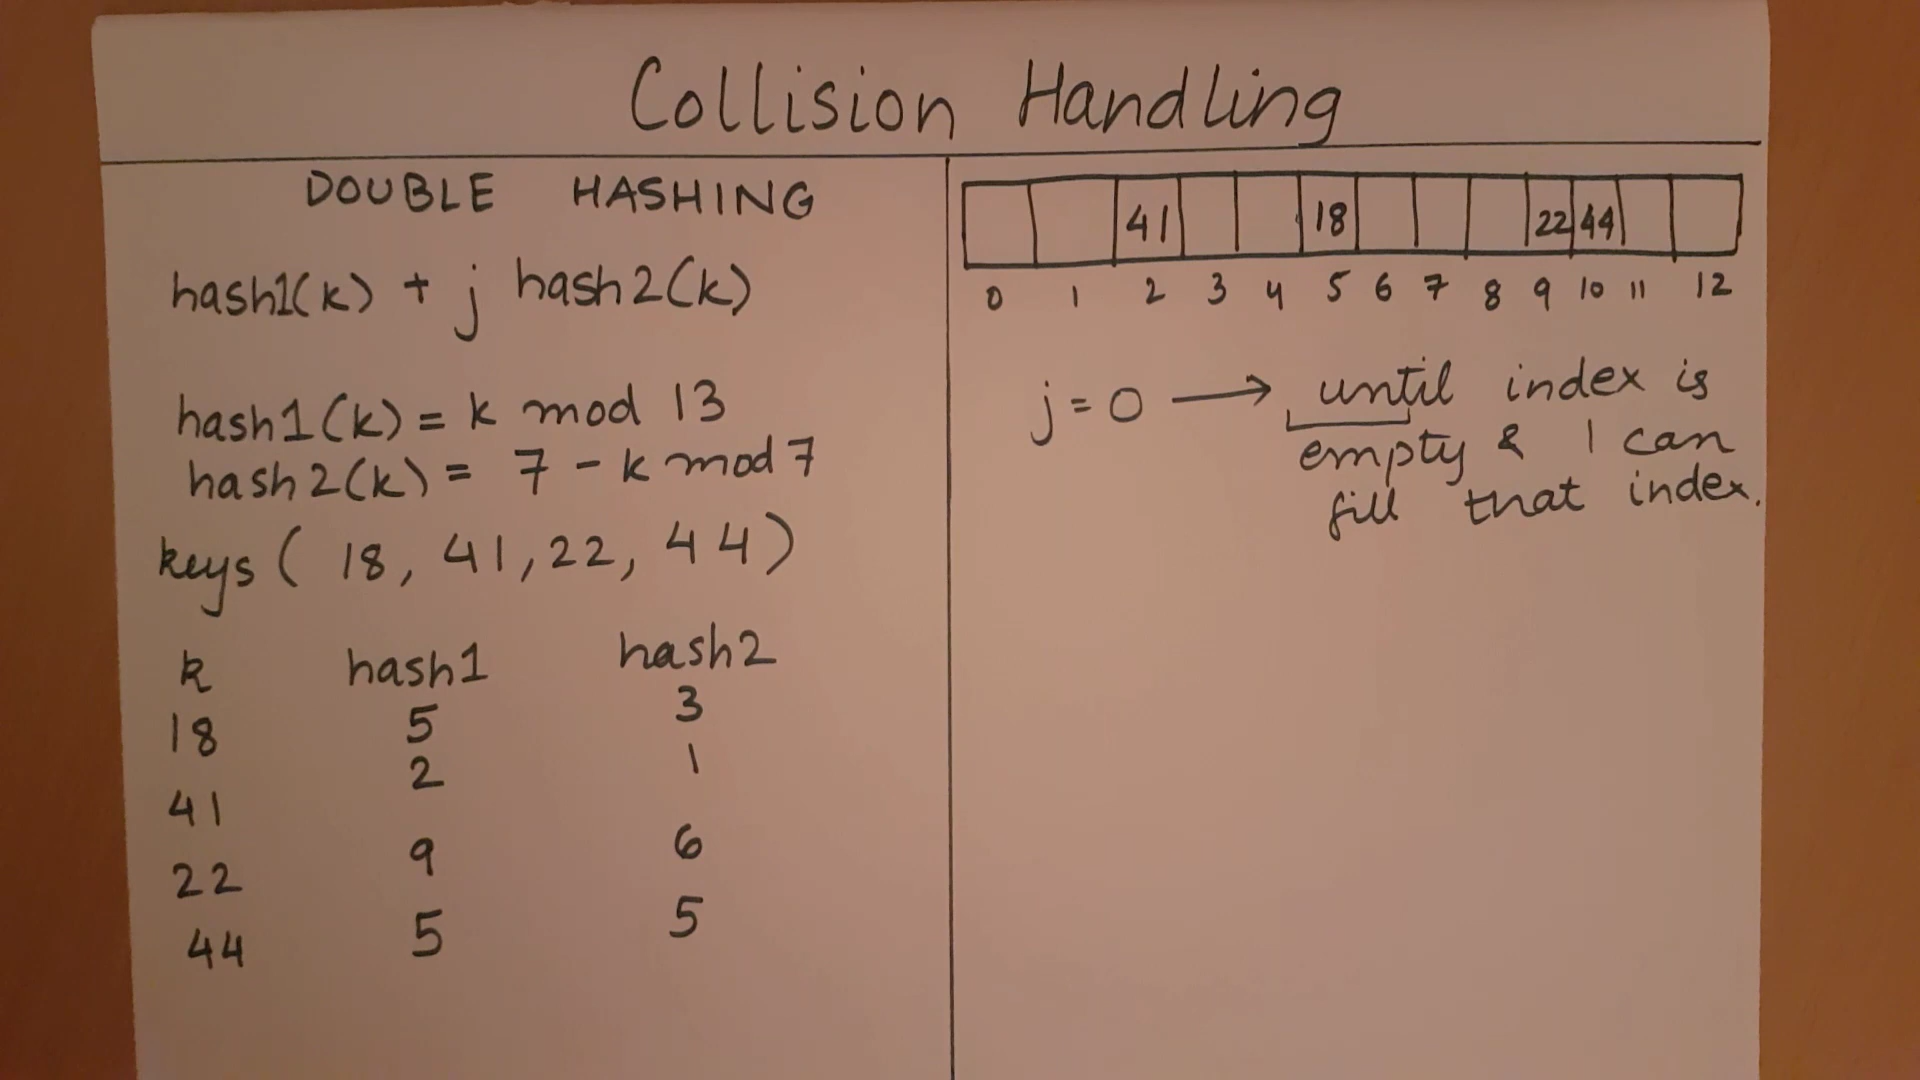 Collision Handling
DOUBLE HASHING
hash1(k) + j hash2(k)
hash1(k) = k mod 13
hash2(k) = 7 - k mod 7
keys ( 18, 41, 22, 44)
k hash1 hash2
18 5 3
41 2 1
22 9 6
44 5 5
41 18 22 44
0 1 2 3 4 5 6 7 8 9 10 11 12
j = 0 → until index is
empty & I can
fill that index.